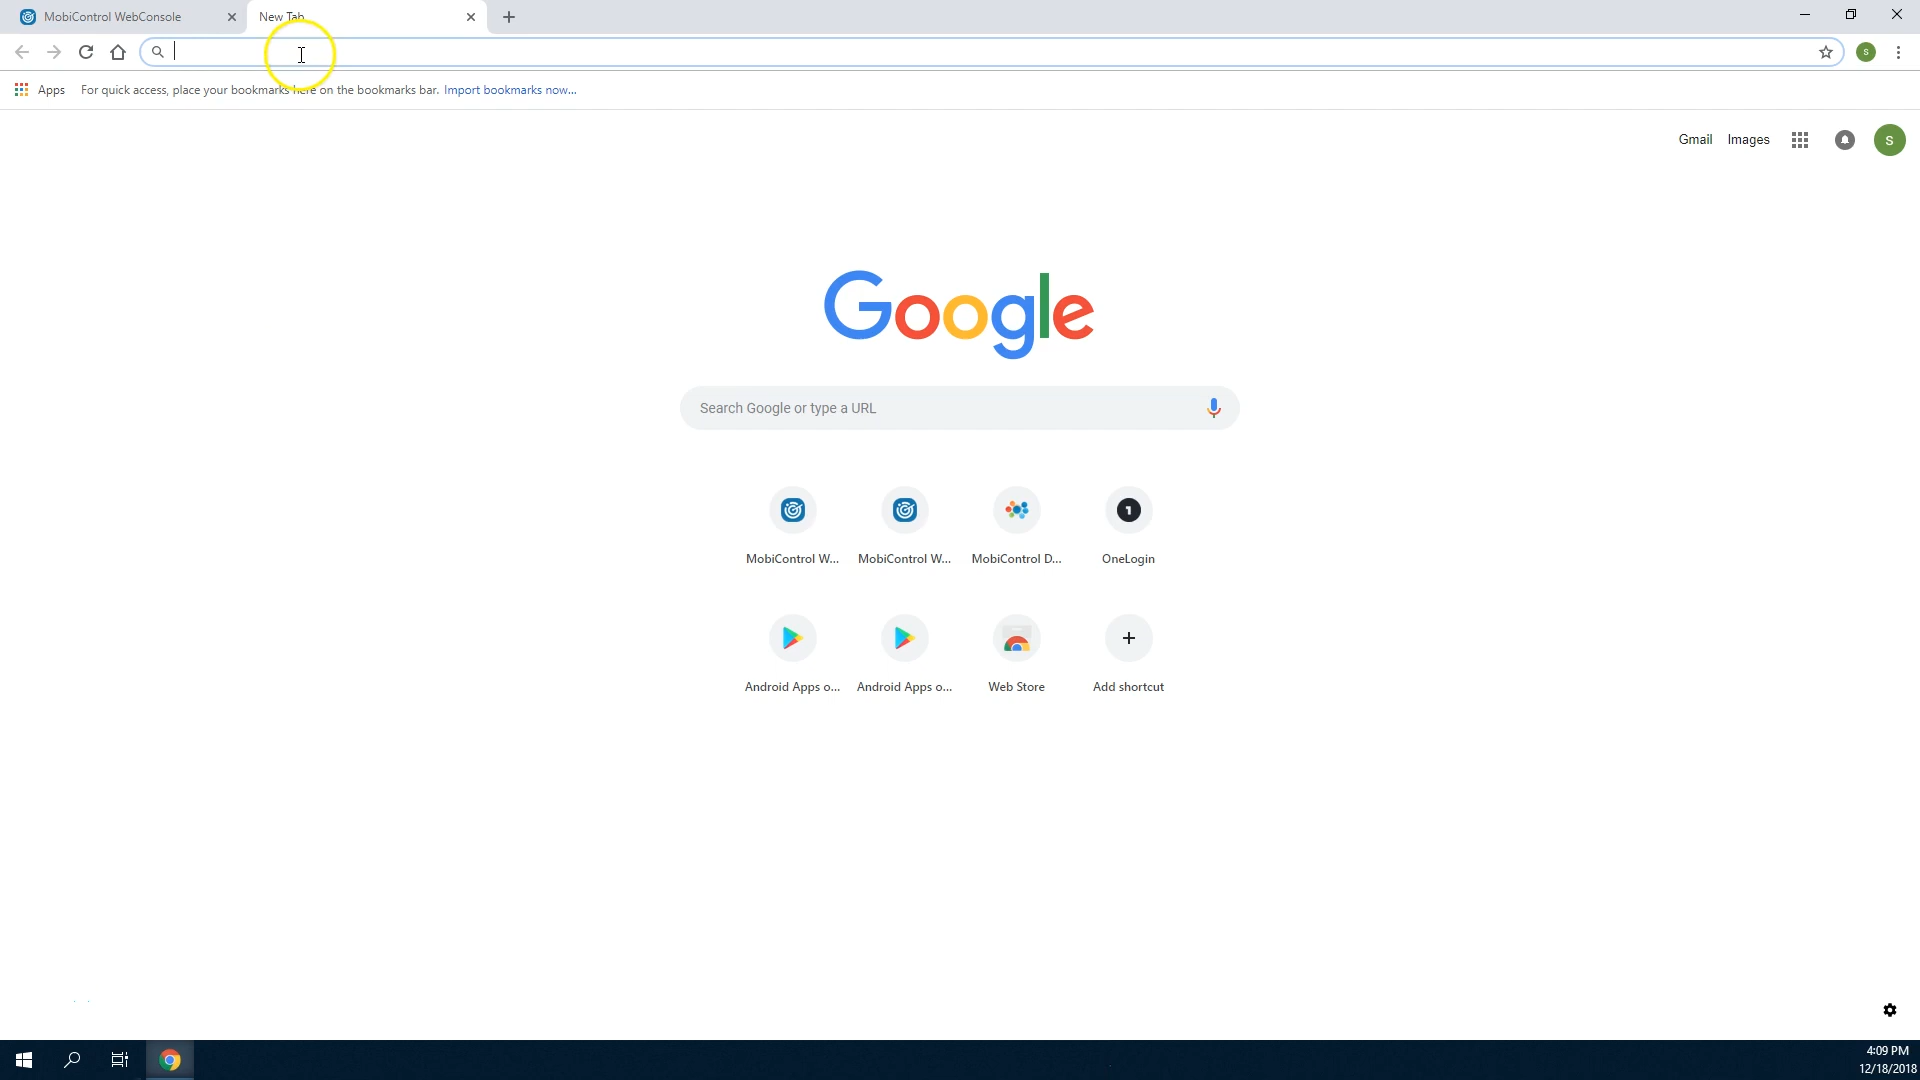 MobiControl WebConsole
New Tab
Apps
For quick access, place your bookmarks here on the bookmarks bar. Import bookmarks now...
Gmail
Images
S
S
Google
Search Google or type a URL
MobiControl W...
MobiControl W...
MobiControl D...
1
OneLogin
Android Apps o...
Android Apps o...
Web Store
Add shortcut
4:09 PM
12/18/2018